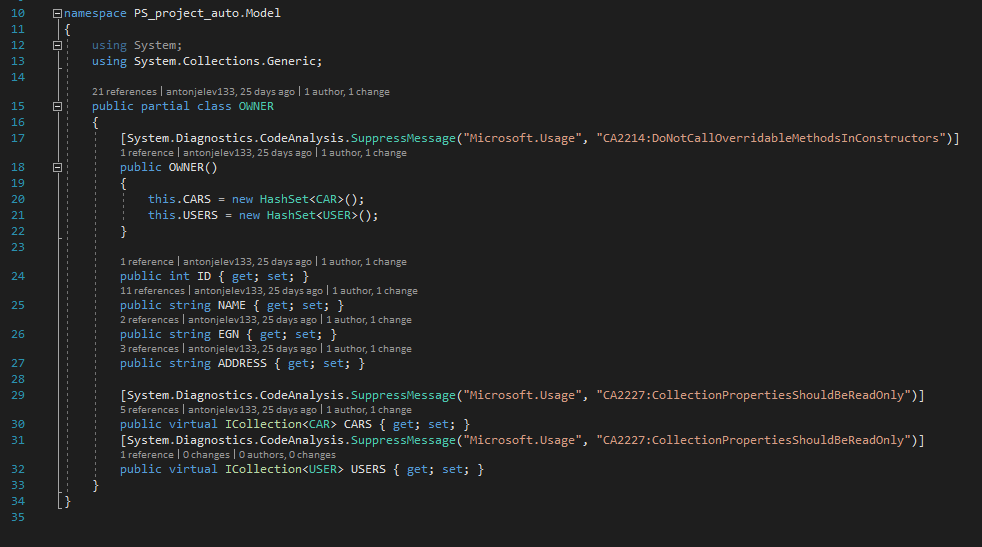 10 namespace PS_project_auto.Model
11 {
12 using System;
13 using System.Collections.Generic;
14
21 references | antonjelev133, 25 days ago | 1 author, 1 change
15 public partial class OWNER
16 {
17 [System.Diagnostics.CodeAnalysis.SuppressMessage("Microsoft.Usage", "CA2214:DoNotCallOverridableMethodsInConstructors")]
1 reference | antonjelev133, 25 days ago | 1 author, 1 change
18 public OWNER()
19 {
20 this.CARS = new HashSet<CAR>();
21 this.USERS = new HashSet<USER>();
22 }
23
1 reference | antonjelev133, 25 days ago | 1 author, 1 change
24 public int ID { get; set; }
11 references | antonjelev133, 25 days ago | 1 author, 1 change
25 public string NAME { get; set; }
2 references | antonjelev133, 25 days ago | 1 author, 1 change
26 public string EGN { get; set; }
3 references | antonjelev133, 25 days ago | 1 author, 1 change
27 public string ADDRESS { get; set; }
28
29 [System.Diagnostics.CodeAnalysis.SuppressMessage("Microsoft.Usage", "CA2227:CollectionPropertiesShouldBeReadOnly")]
5 references | antonjelev133, 25 days ago | 1 author, 1 change
30 public virtual ICollection<CAR> CARS { get; set; }
31 [System.Diagnostics.CodeAnalysis.SuppressMessage("Microsoft.Usage", "CA2227:CollectionPropertiesShouldBeReadOnly")]
1 reference | 0 changes | 0 authors, 0 changes
32 public virtual ICollection<USER> USERS { get; set; }
33 }
34 }
35